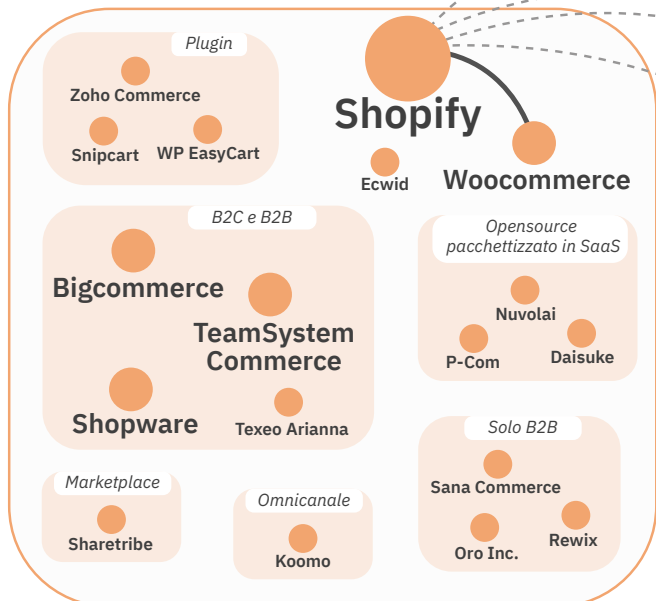 Plugin
Zoho Commerce
Snipcart
WP EasyCart
Shopify
Ecwid
Woocommerce
B2C e B2B
Bigcommerce
TeamSystem
Commerce
Shopware
Texeo Arianna
Opensource
pacchettizzato in SaaS
Nuvolai
P-Com
Daisuke
Marketplace
Sharetribe
Omnicanale
Koomo
Solo B2B
Sana Commerce
Oro Inc.
Rewix